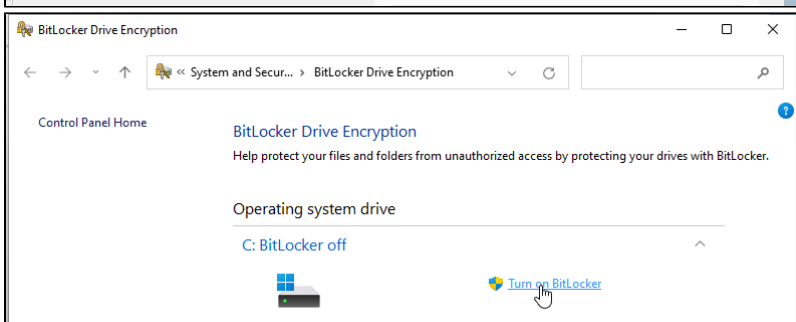 BitLocker Drive Encryption
« System and Secur... › BitLocker Drive Encryption
?
Control Panel Home
BitLocker Drive Encryption
Help protect your files and folders from unauthorized access by protecting your drives with BitLocker.
Operating system drive
C: BitLocker off
Turn on BitLocker